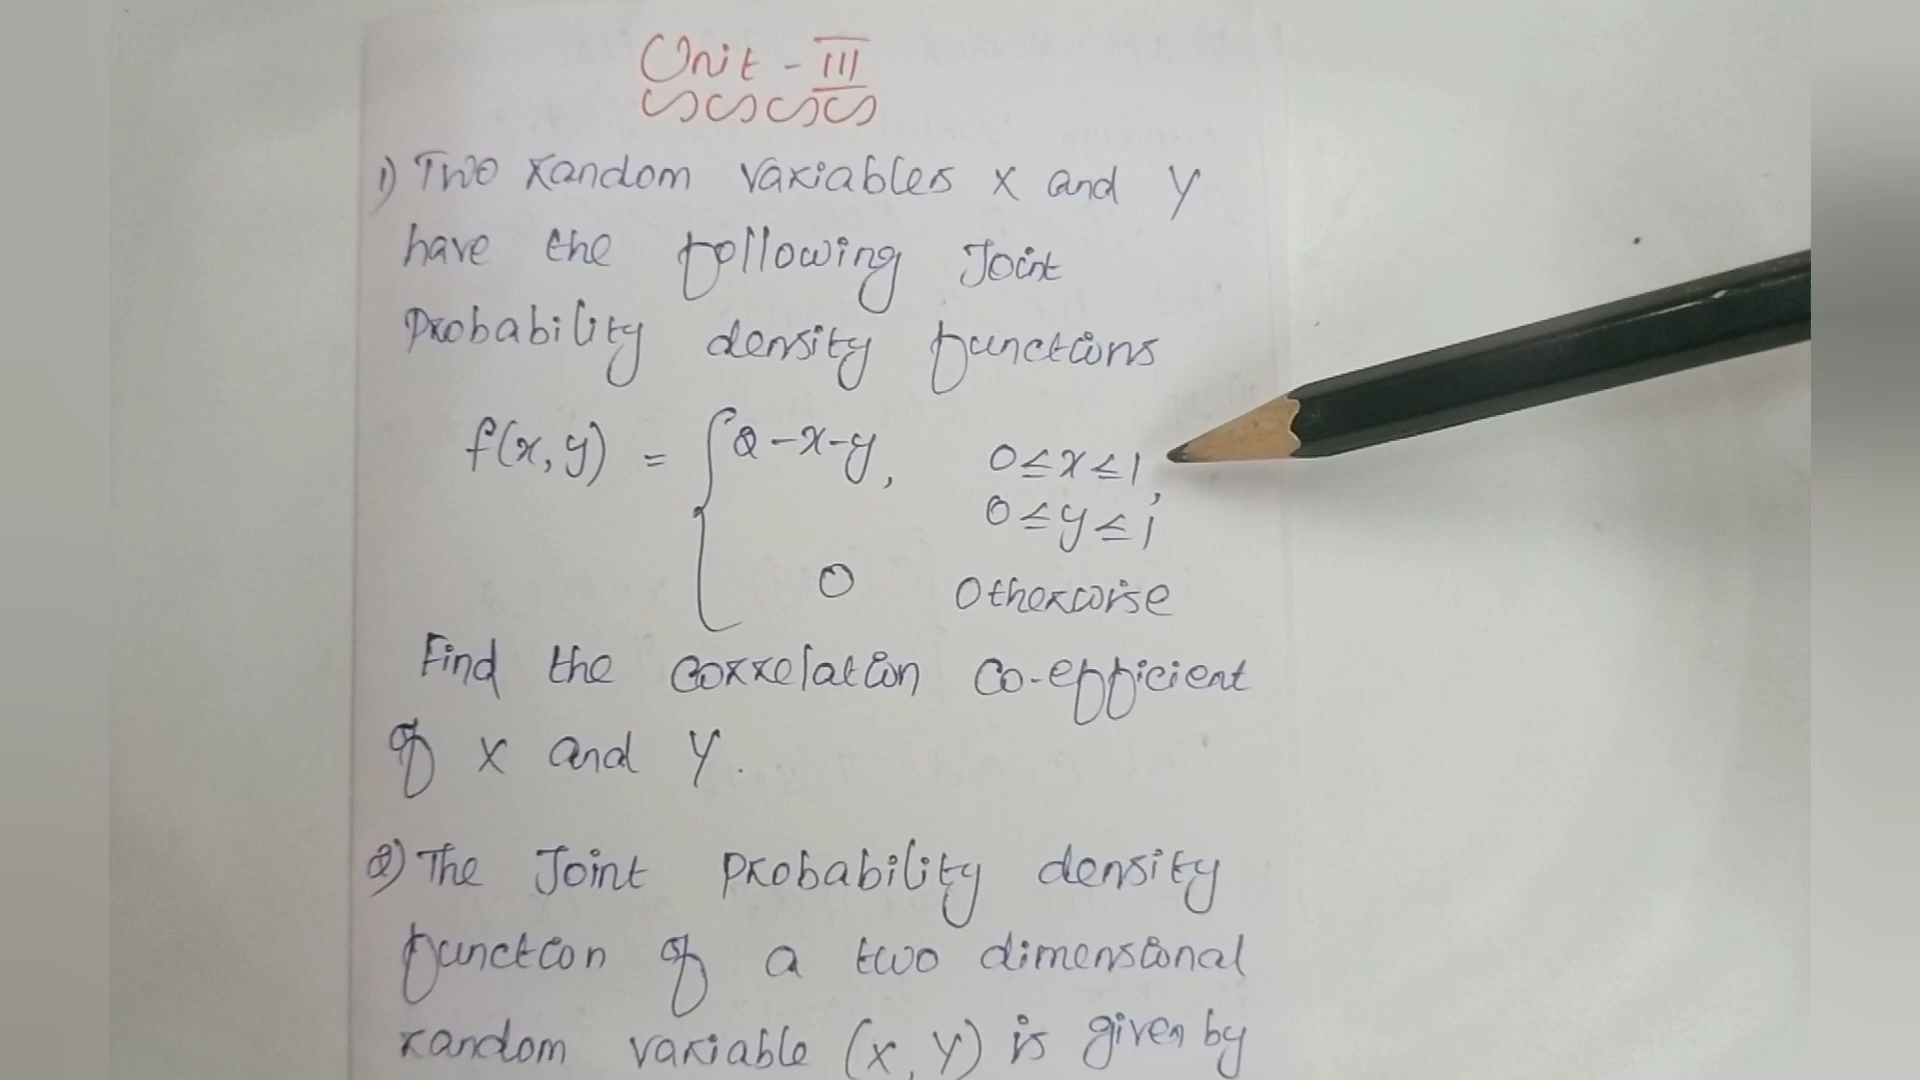 Unit - III
1) Two random variables X and Y
have the following Joint
Probability density functions
f(x, y) = { 2-x-y, 0≤x≤1,
0≤y≤1
0 Otherwise
Find the correlation co-efficient
of X and Y.
2) The Joint probability density
function of a two dimensional
random variable (X, Y) is given by